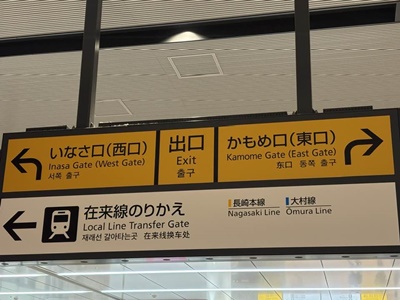 いなさ口(西口)
Inasa Gate (West Gate)
서쪽 출구
出口
Exit
출구
かもめ口(東口)
Kamome Gate (East Gate)
东口 동쪽 출구
在来線のりかえ
Local Line Transfer Gate
재래선 갈아타는곳 在来线换车处
長崎本線 大村線
Nagasaki Line Ōmura Line